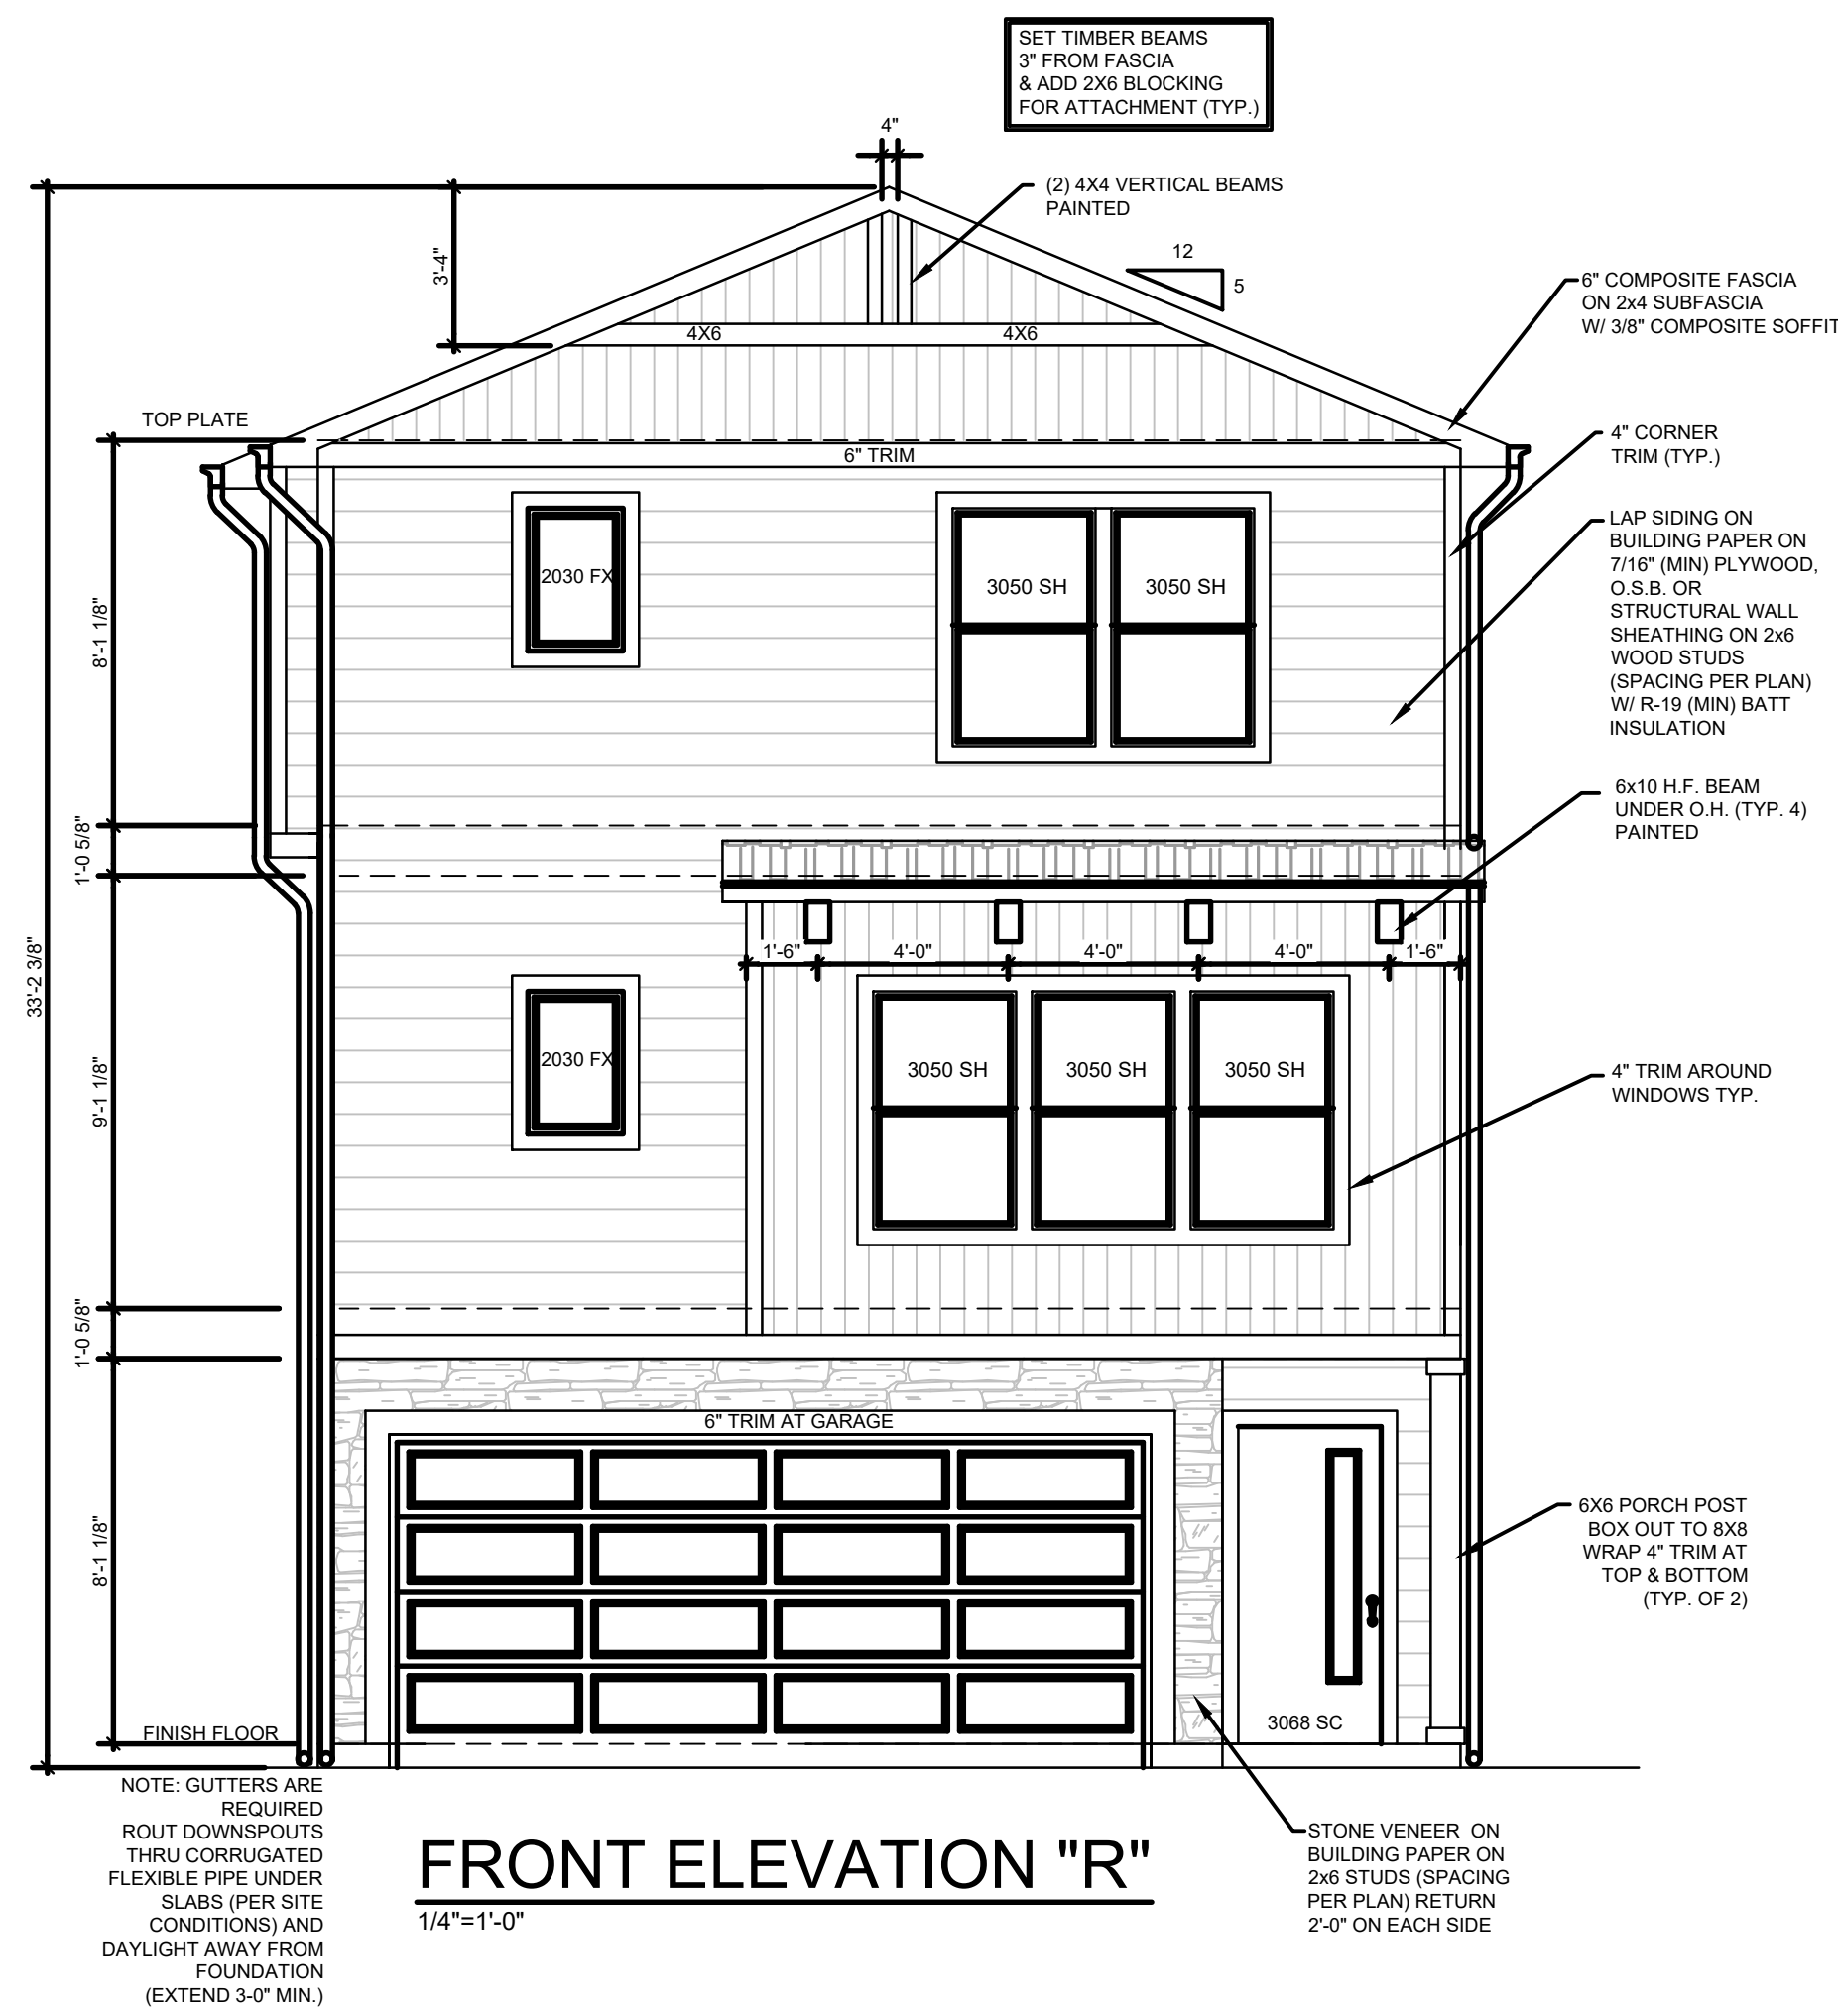 SET TIMBER BEAMS
3" FROM FASCIA
& ADD 2X6 BLOCKING
FOR ATTACHMENT (TYP.)
4"
(2) 4X4 VERTICAL BEAMS
PAINTED
3'-4"
12
5
6" COMPOSITE FASCIA
ON 2x4 SUBFASCIA
W/ 3/8" COMPOSITE SOFFIT
4X6
4X6
TOP PLATE
6" TRIM
4" CORNER
TRIM (TYP.)
LAP SIDING ON
BUILDING PAPER ON
7/16" (MIN) PLYWOOD,
O.S.B. OR
STRUCTURAL WALL
SHEATHING ON 2x6
WOOD STUDS
(SPACING PER PLAN)
W/ R-19 (MIN) BATT
INSULATION
2030 FX
3050 SH
3050 SH
8'-1 1/8"
6x10 H.F. BEAM
UNDER O.H. (TYP. 4)
PAINTED
1'-0 5/8"
33'-2 3/8"
1'-6"
4'-0"
4'-0"
4'-0"
1'-6"
2030 FX
3050 SH
3050 SH
3050 SH
9'-1 1/8"
4" TRIM AROUND
WINDOWS TYP.
1'-0 5/8"
6" TRIM AT GARAGE
8'-1 1/8"
6X6 PORCH POST
BOX OUT TO 8X8
WRAP 4" TRIM AT
TOP & BOTTOM
(TYP. OF 2)
3068 SC
FINISH FLOOR
NOTE: GUTTERS ARE
REQUIRED
ROUT DOWNSPOUTS
THRU CORRUGATED
FLEXIBLE PIPE UNDER
SLABS (PER SITE
CONDITIONS) AND
DAYLIGHT AWAY FROM
FOUNDATION
(EXTEND 3-0" MIN.)
FRONT ELEVATION "R"
1/4"=1'-0"
STONE VENEER ON
BUILDING PAPER ON
2x6 STUDS (SPACING
PER PLAN) RETURN
2'-0" ON EACH SIDE